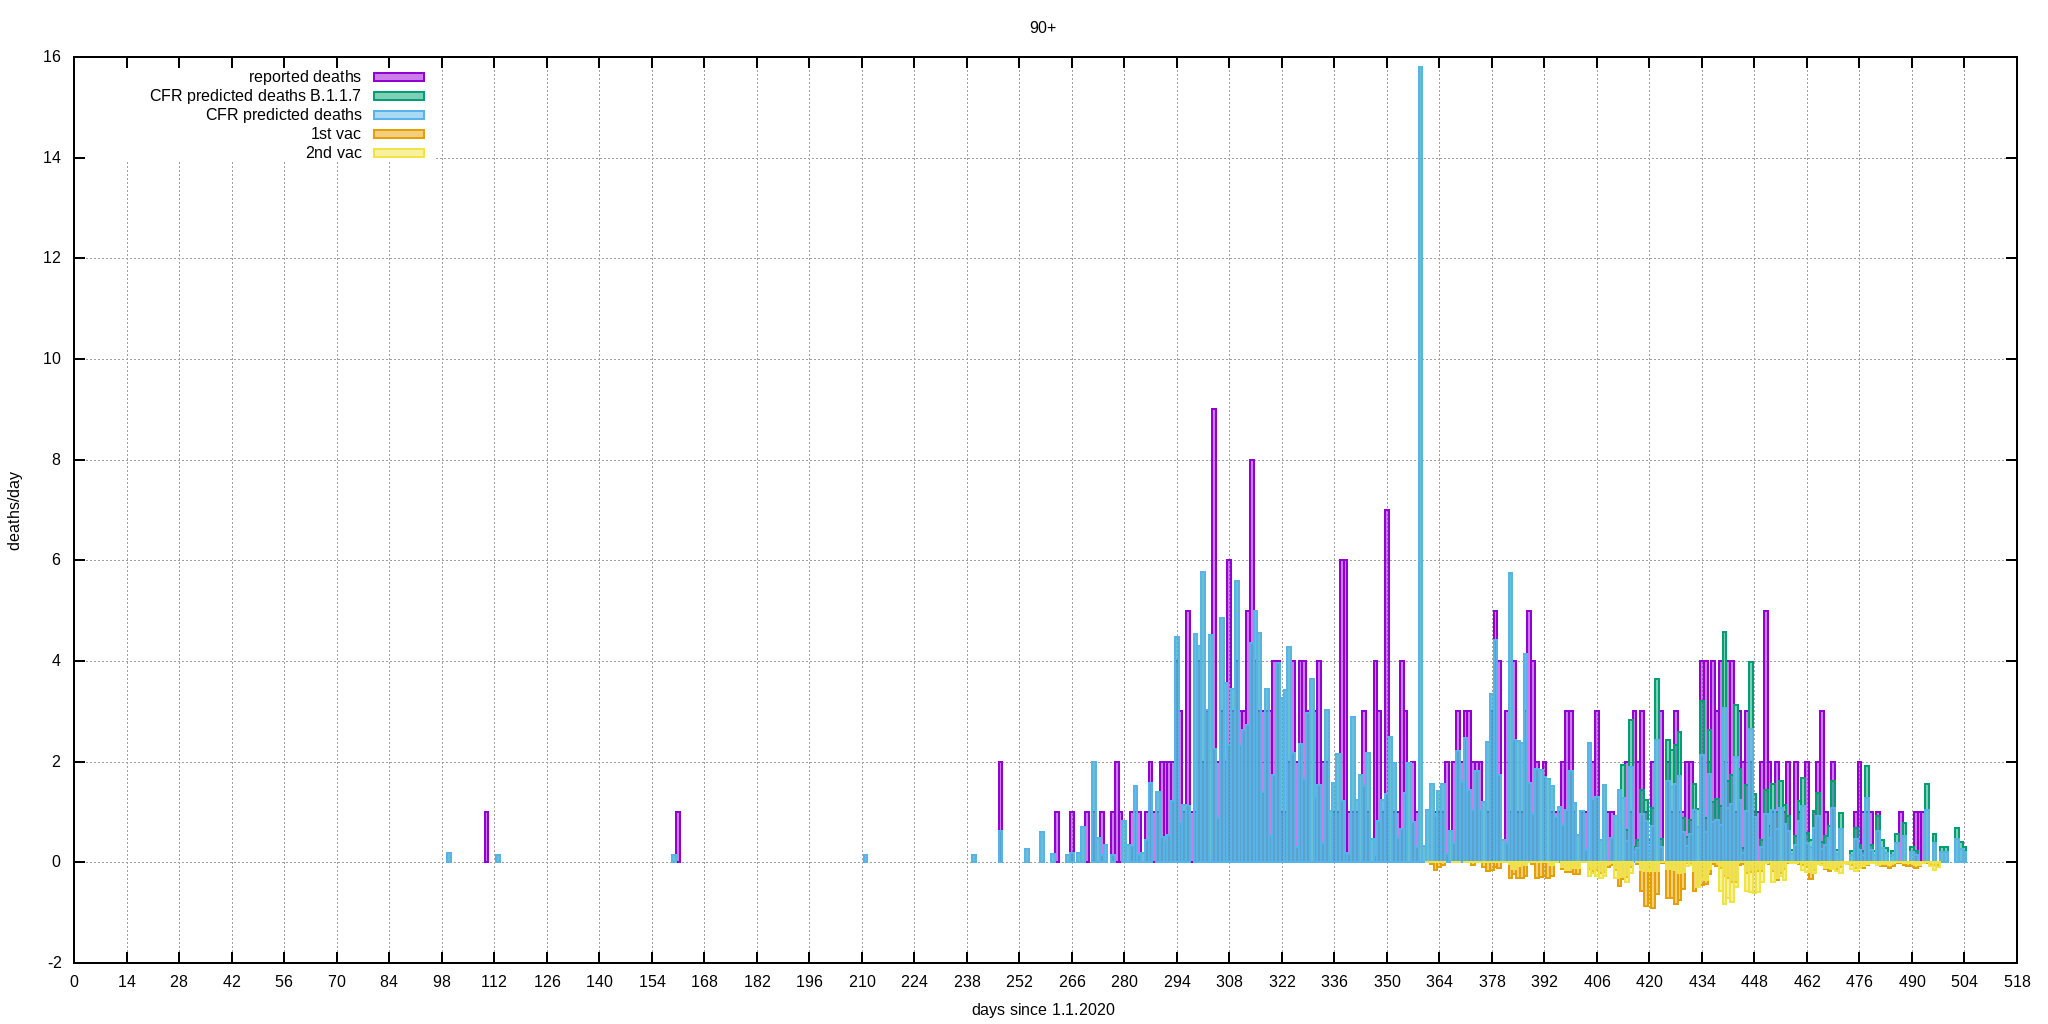 90+
16
14
12
10
8
6
4
2
0
-2
reported deaths
CFR predicted deaths B.1.1.7
CFR predicted deaths
1st vac
2nd vac
deaths/day
0 14 28 42 56 70 84 98 112 126 140 154 168 182 196 210 224 238 252 266 280 294 308 322 336 350 364 378 392 406 420 434 448 462 476 490 504 518
days since 1.1.2020